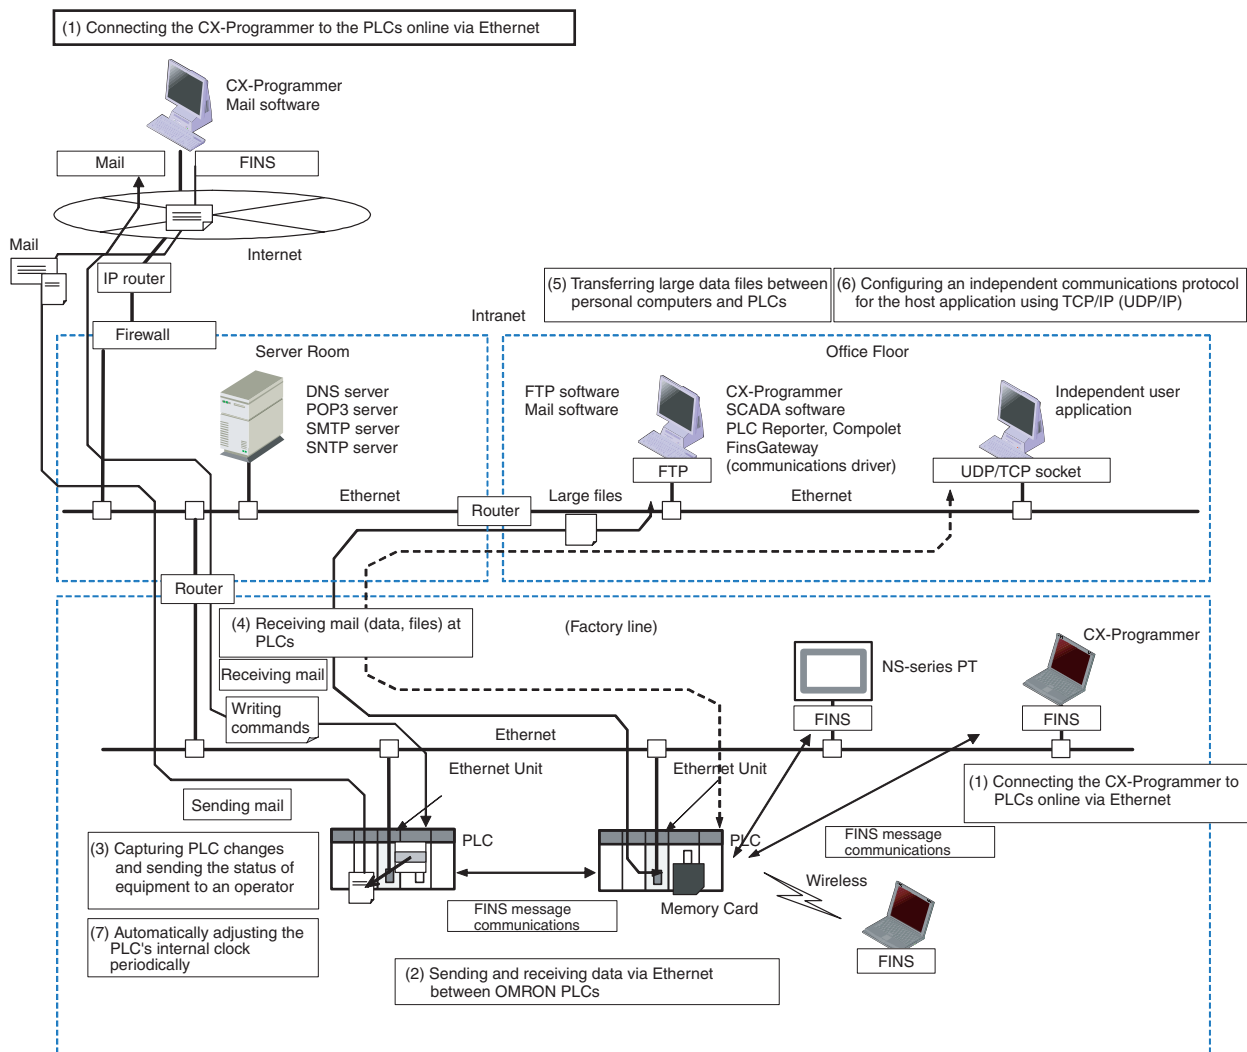 (1) Connecting the CX-Programmer to the PLCs online via Ethernet
CX-Programmer
Mail software
Mail
FINS
Mail
Internet
IP router
Firewall
Intranet
(5) Transferring large data files between
personal computers and PLCs
(6) Configuring an independent communications protocol
for the host application using TCP/IP (UDP/IP)
Server Room
DNS server
POP3 server
SMTP server
SNTP server
Office Floor
FTP software
Mail software
CX-Programmer
SCADA software
PLC Reporter, Compolet
FinsGateway
(communications driver)
Independent user
application
FTP
UDP/TCP socket
Ethernet
Router
Large files
Ethernet
Router
(4) Receiving mail (data, files) at
PLCs
(Factory line)
Receiving mail
Writing
commands
NS-series PT
CX-Programmer
FINS
FINS
Ethernet
Ethernet Unit
Ethernet Unit
(1) Connecting the CX-Programmer to
PLCs online via Ethernet
Sending mail
PLC
PLC
FINS message
communications
(3) Capturing PLC changes
and sending the status of
equipment to an operator
Wireless
Memory Card
FINS message
communications
(7) Automatically adjusting the
PLC's internal clock
periodically
FINS
(2) Sending and receiving data via Ethernet
between OMRON PLCs